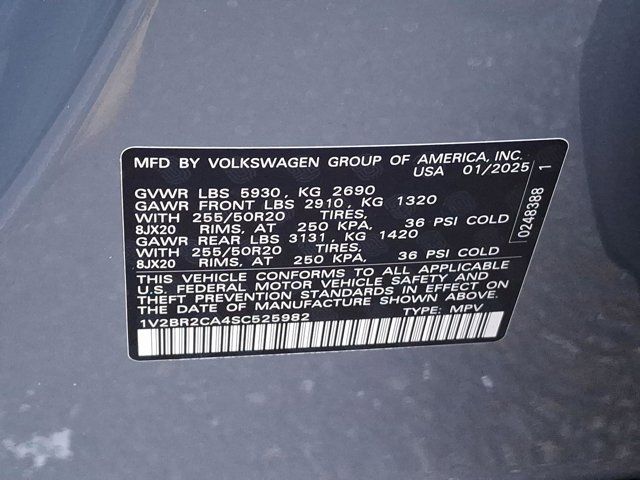 MFD BY VOLKSWAGEN GROUP OF AMERICA, INC.
USA 01/2025
GVWR LBS 5930, KG 2690
GAWR FRONT LBS 2910, KG 1320
WITH 255/50R20 TIRES,
8JX20 RIMS, AT 250 KPA, 36 PSI COLD
GAWR REAR LBS 3131, KG 1420
WITH 255/50R20 TIRES,
8JX20 RIMS, AT 250 KPA, 36 PSI COLD
THIS VEHICLE CONFORMS TO ALL APPLICABLE
U.S. FEDERAL MOTOR VEHICLE SAFETY AND
THEFT PREVENTION STANDARDS IN EFFECT ON
THE DATE OF MANUFACTURE SHOWN ABOVE.
1V2BR2CA4SC525982 TYPE: MPV
0248388 1